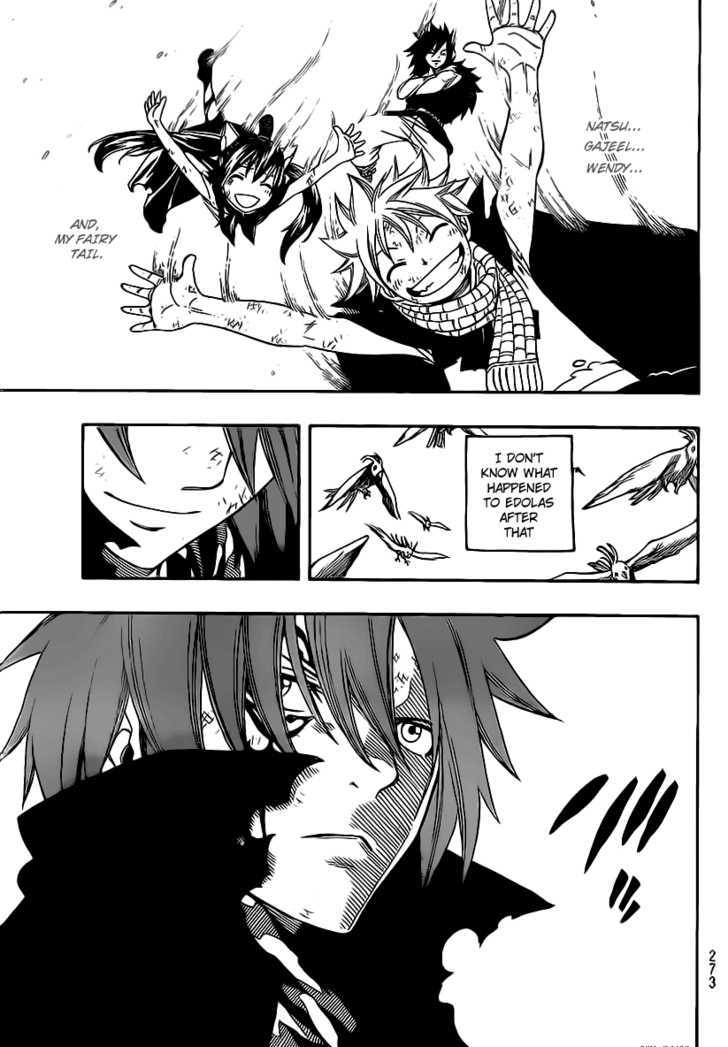 NATSU...
GAJEEL...
WENDY...
AND,
MY FAIRY
TAIL.
I DON'T
KNOW WHAT
HAPPENED
TO EDOLAS
AFTER
THAT
273